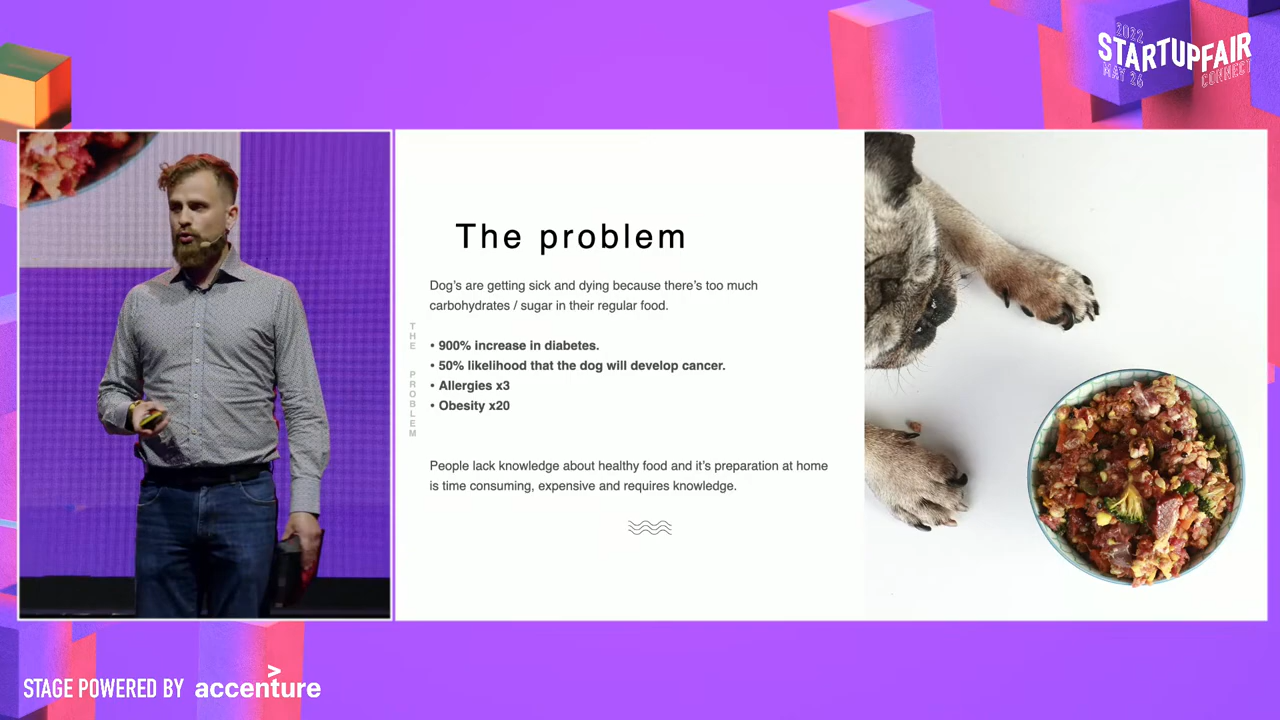 2022
STARTUPFAIR
MAY 26
CONNECT
The problem
Dog's are getting sick and dying because there's too much
carbohydrates / sugar in their regular food.
THE PROBLEM
• 900% increase in diabetes.
• 50% likelihood that the dog will develop cancer.
• Allergies x3
• Obesity x20
People lack knowledge about healthy food and it's preparation at home
is time consuming, expensive and requires knowledge.
STAGE POWERED BY accenture